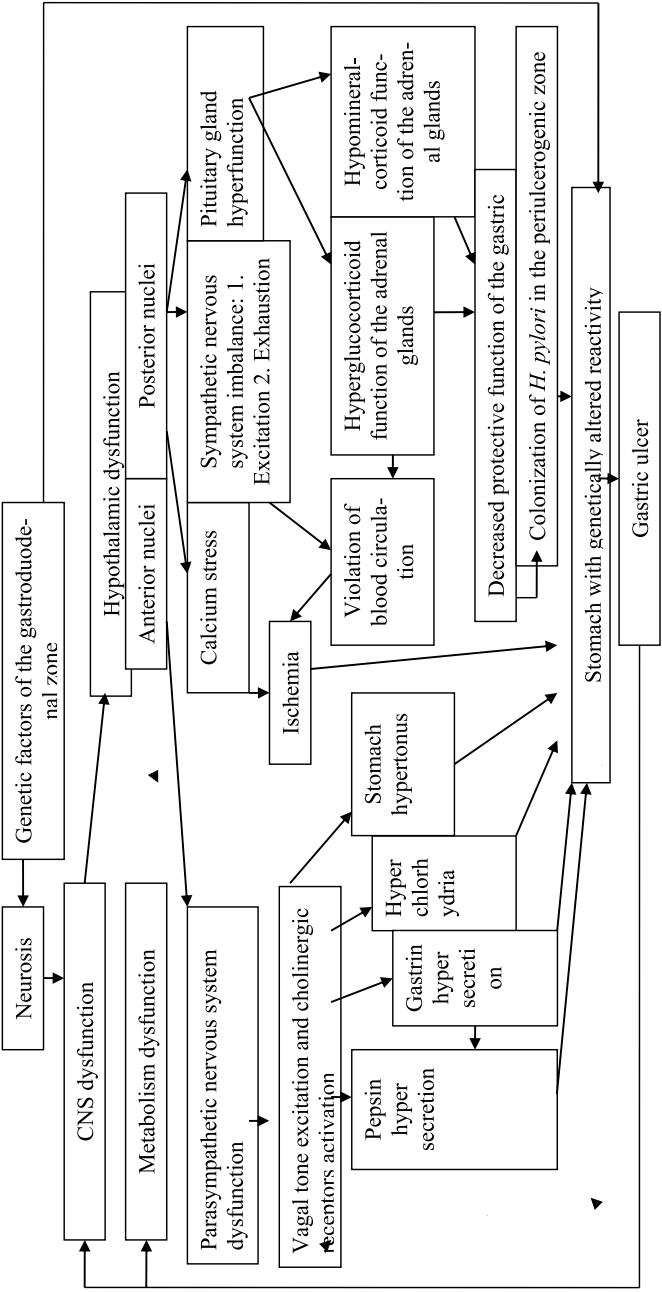 Genetic factors of the gastroduode-
nal zone
Neurosis
CNS dysfunction
Hypothalamic dysfunction
Metabolism dysfunction
Anterior nuclei
Posterior nuclei
Parasympathetic nervous system
dysfunction
Calcium stress
Sympathetic nervous
system imbalance: 1.
Excitation 2. Exhaustion
Pituitary gland
hyperfunction
Vagal tone excitation and cholinergic
receptors activation
Ischemia
Violation of
blood circula-
tion
Hyperglucocorticoid
function of the adrenal
glands
Hypomineral-
corticoid func-
tion of the adren-
al glands
Stomach
hypertonus
Hyper
chlorh
ydria
Gastrin
hyper
secreti
on
Pepsin
hyper
secretion
Decreased protective function of the gastric
Colonization of H. pylori in the periulcerogenic zone
Stomach with genetically altered reactivity
Gastric ulcer